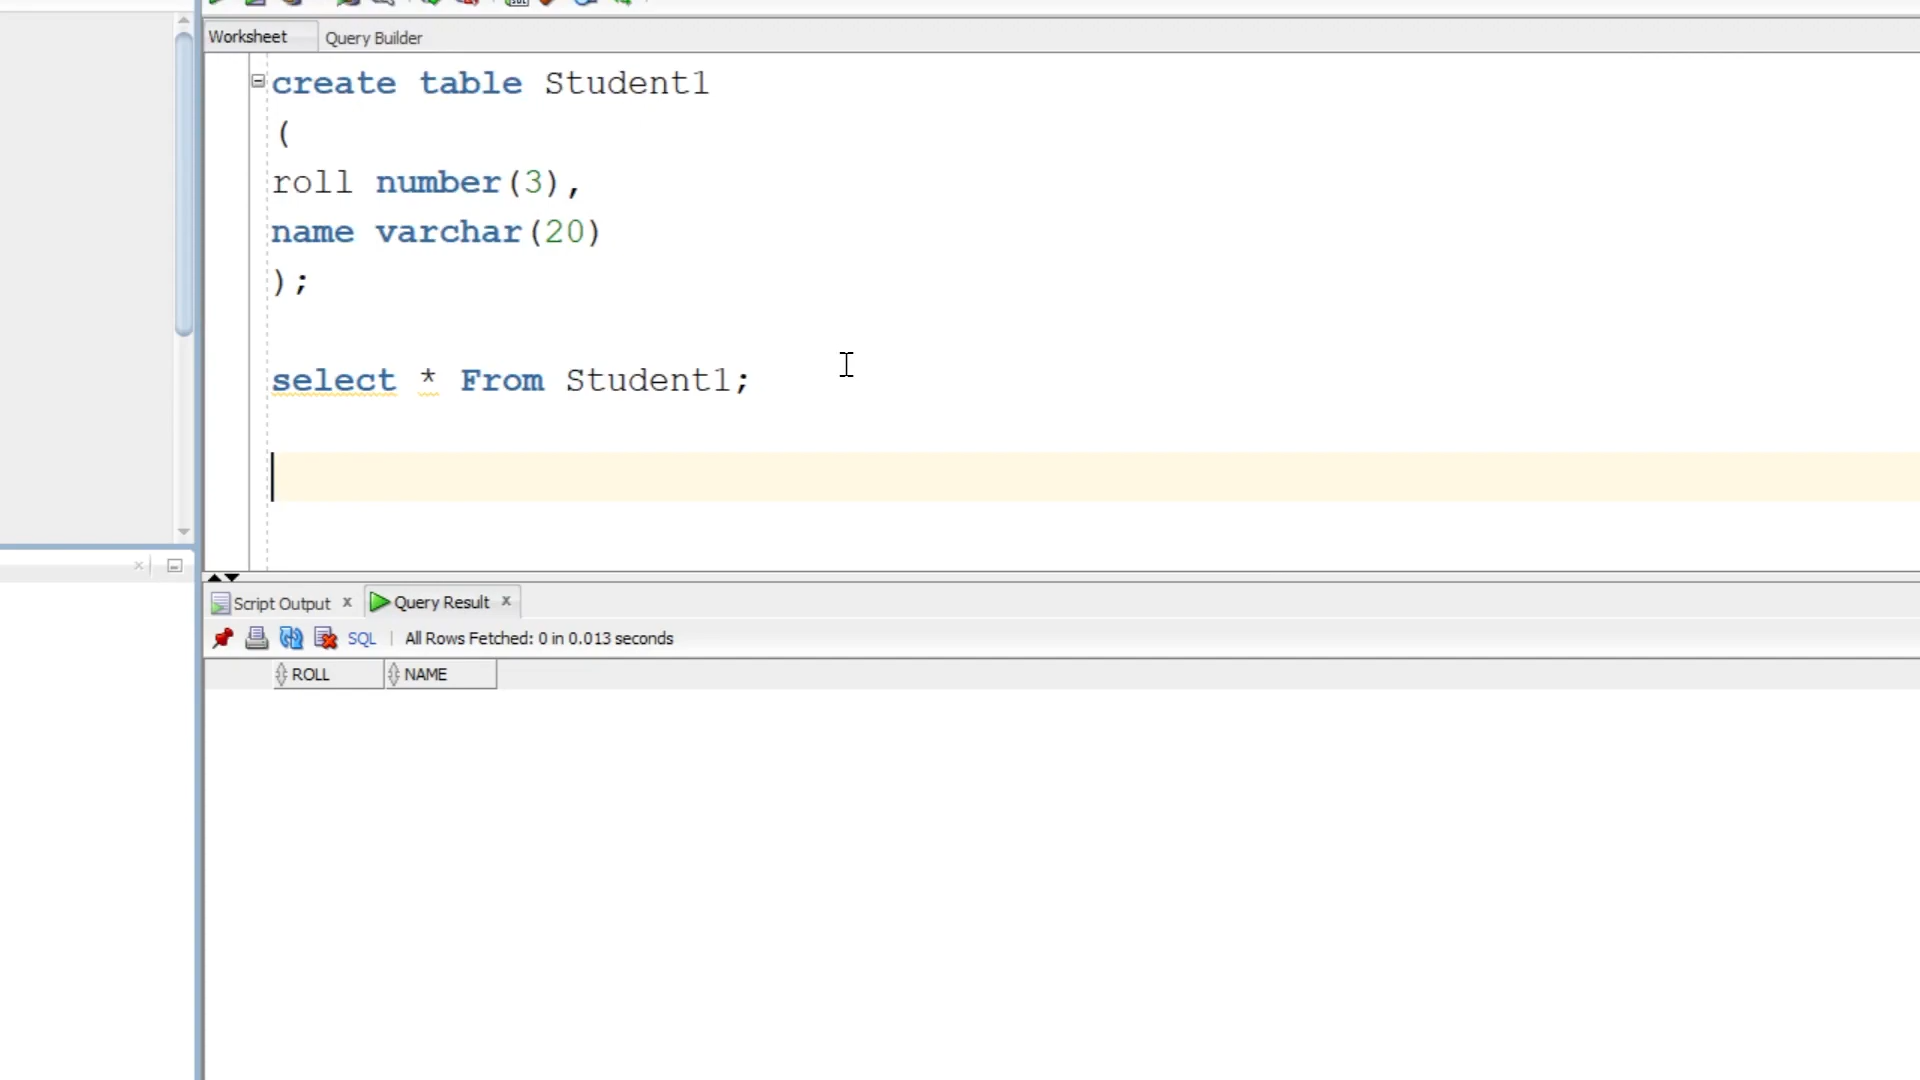 Worksheet Query Builder
create table Student1
(
roll number(3),
name varchar(20)
);
select * From Student1;
Script Output x Query Result x
SQL | All Rows Fetched: 0 in 0.013 seconds
ROLL NAME